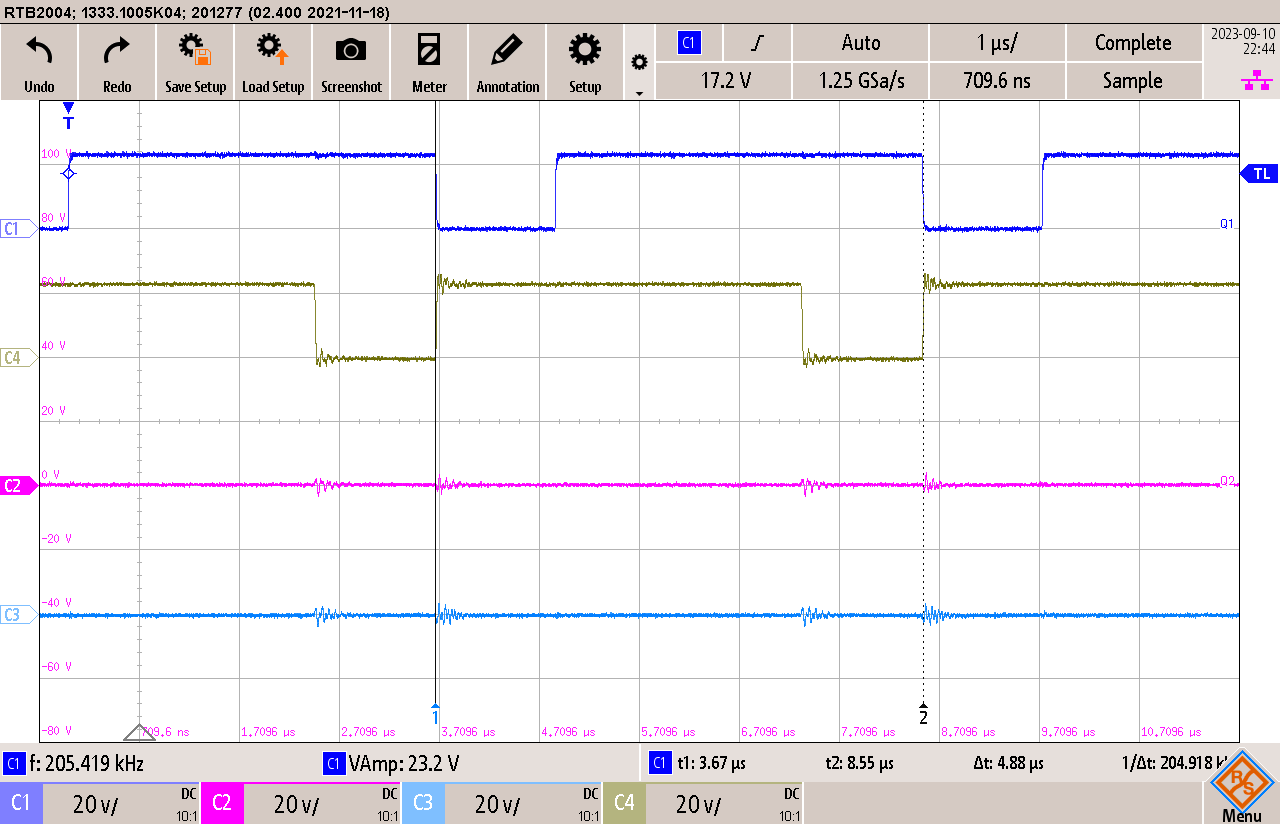 RTB2004; 1333.1005K04; 201277 (02.400 2021-11-18)
Undo Redo Save Setup Load Setup Screenshot Meter Annotation Setup
C1 Auto 1 µs/ Complete
17.2 V 1.25 GSa/s 709.6 ns Sample
2023-09-10
22:44
T
100 V
TL
80 V
C1
Q1
60 V
40 V
C4
20 V
0 V
C2
Q2
-20 V
-40 V
C3
-60 V
1
2
-80 V
709.6 ns 1,7096 µs 2,7096 µs 3,7096 µs 4,7096 µs 5,7096 µs 6,7096 µs 7,7096 µs 8,7096 µs 9,7096 µs 10,7096 µs
C1 f: 205.419 kHz C1 VAmp: 23.2 V C1 t1: 3.67 µs t2: 8.55 µs Δt: 4.88 µs 1/Δt: 204.918 k
C1 20 v/ DC 10:1 C2 20 v/ DC 10:1 C3 20 v/ DC 10:1 C4 20 v/ DC 10:1
R S
Menu